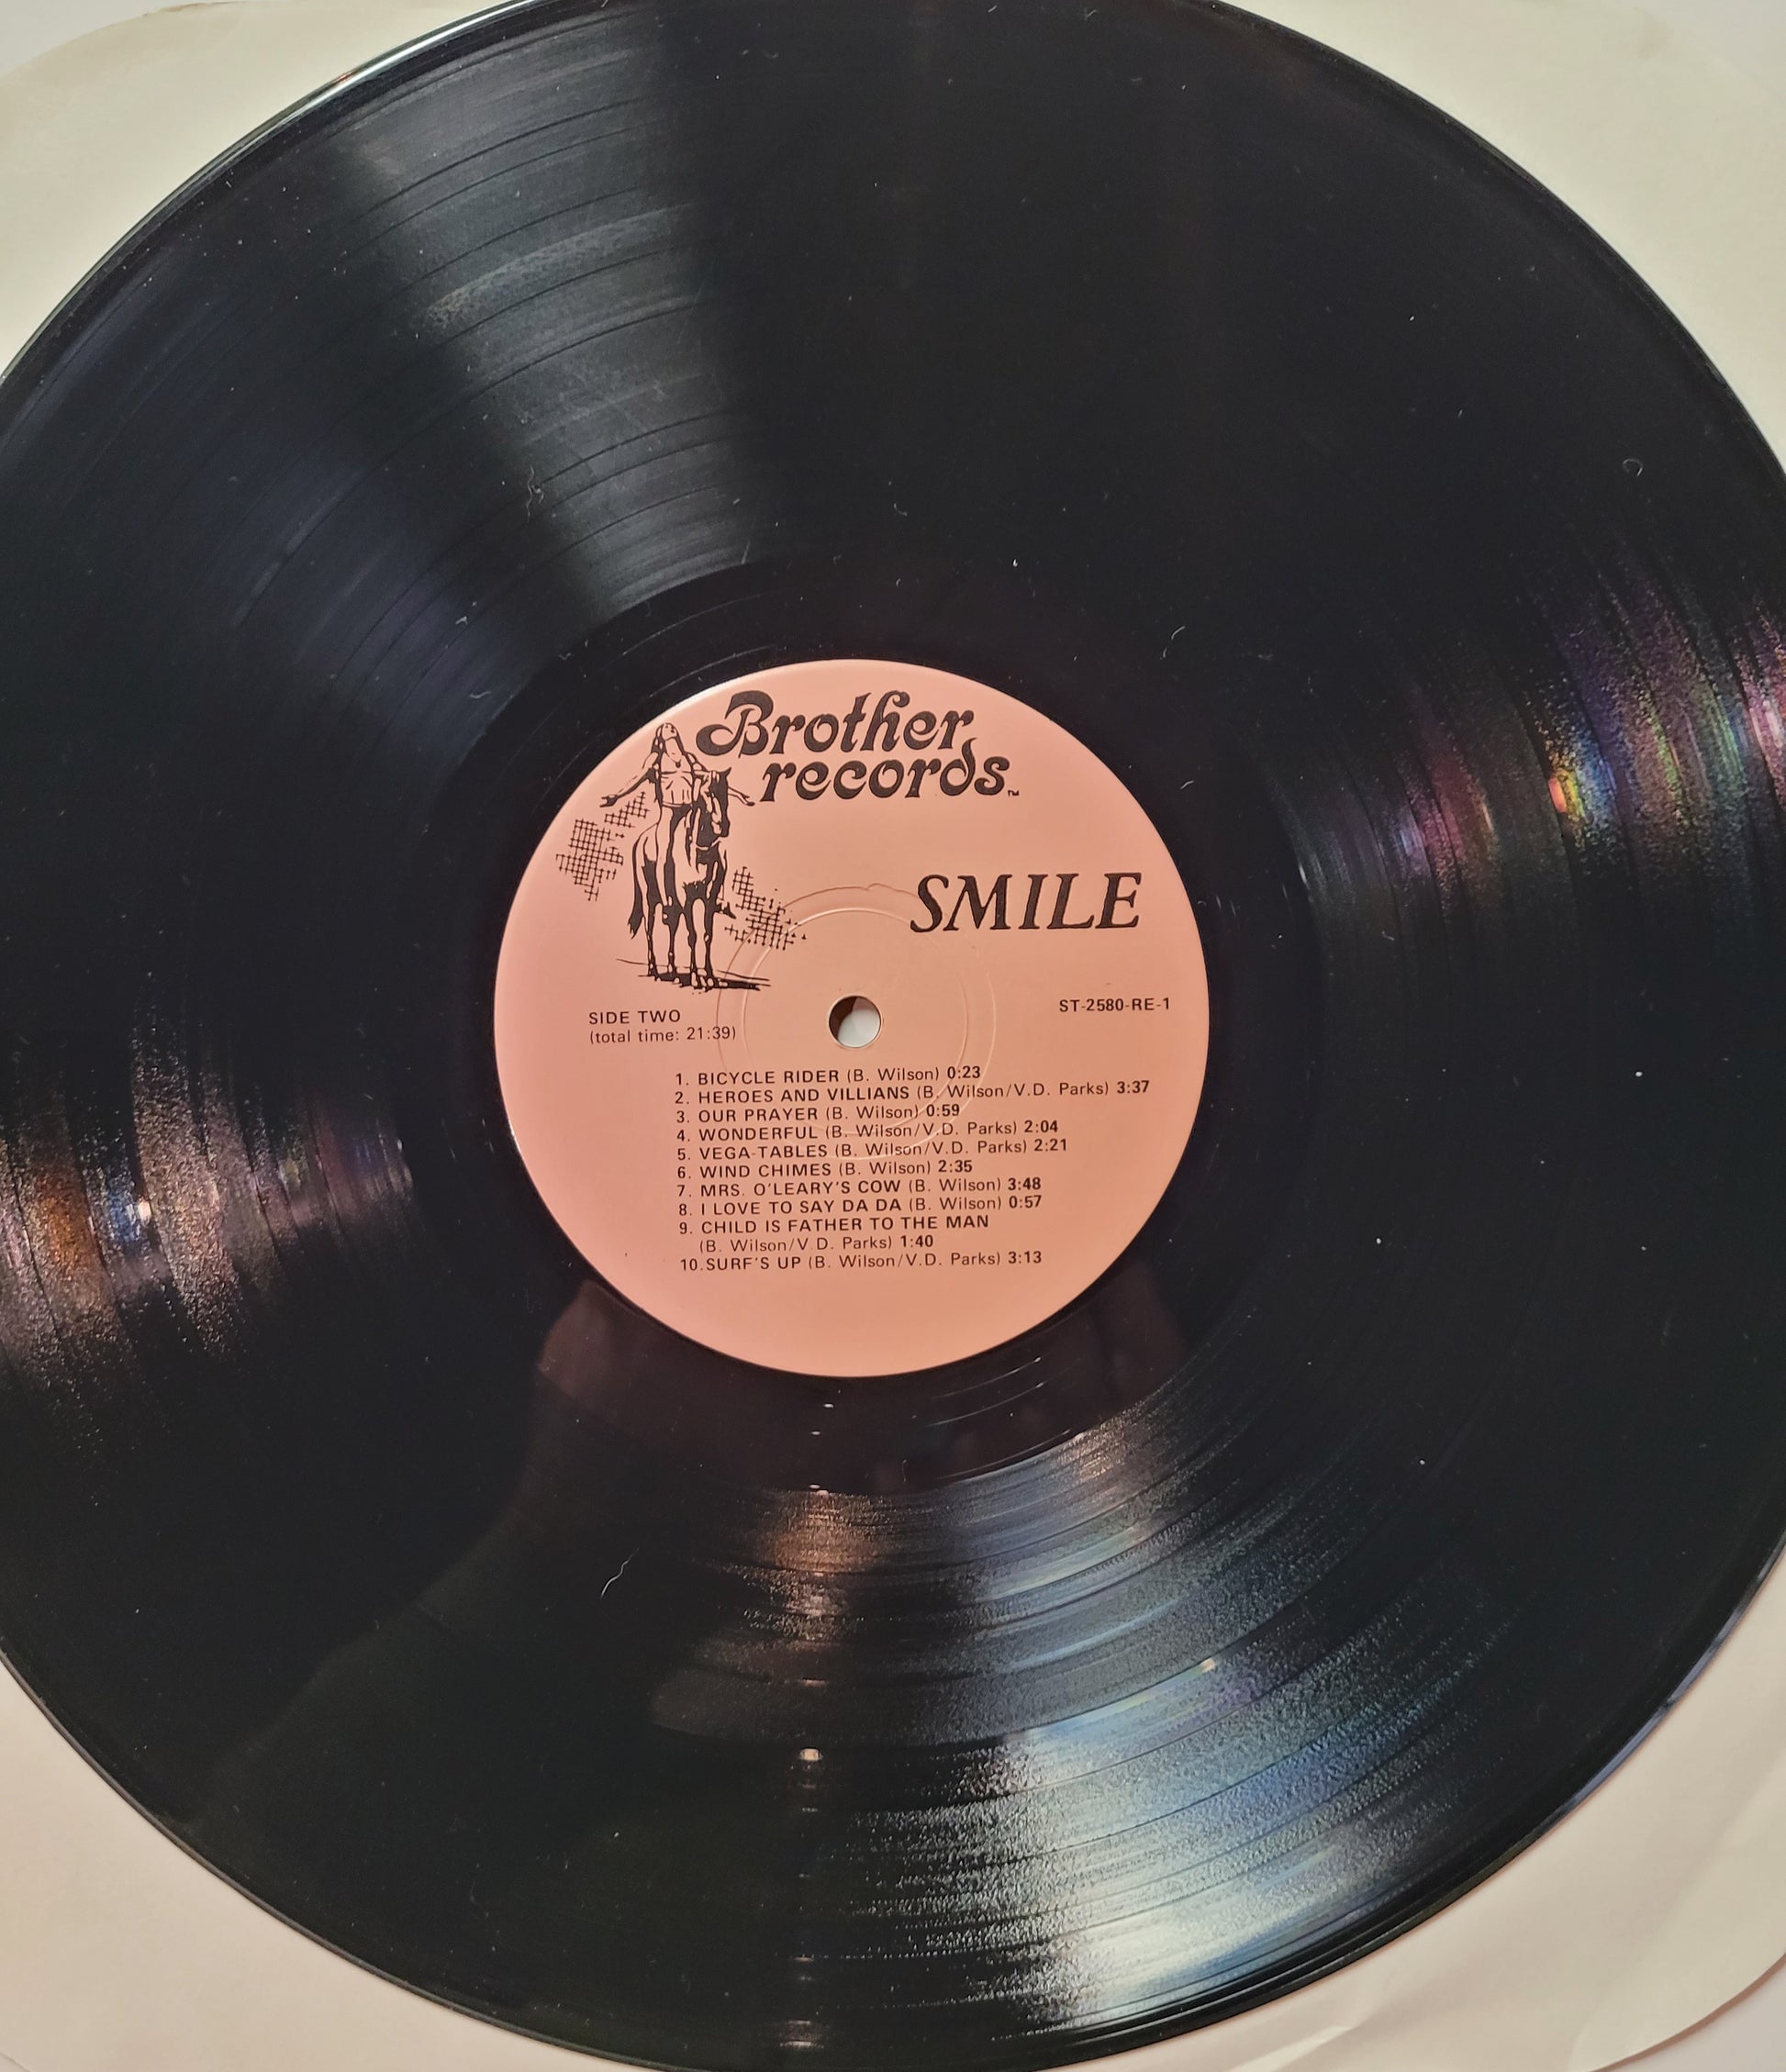 Brother
records™
SMILE
SIDE TWO
(total time: 21:39)
ST-2580-RE-1
1. BICYCLE RIDER (B. Wilson) 0:23
2. HEROES AND VILLIANS (B. Wilson/V.D. Parks) 3:37
3. OUR PRAYER (B. Wilson) 0:59
4. WONDERFUL (B. Wilson/V.D. Parks) 2:04
5. VEGA-TABLES (B. Wilson/V.D. Parks) 2:21
6. WIND CHIMES (B. Wilson) 2:35
7. MRS. O'LEARY'S COW (B. Wilson) 3:48
8. I LOVE TO SAY DA DA (B. Wilson) 0:57
9. CHILD IS FATHER TO THE MAN
(B. Wilson/V.D. Parks) 1:40
10. SURF'S UP (B. Wilson/V.D. Parks) 3:13